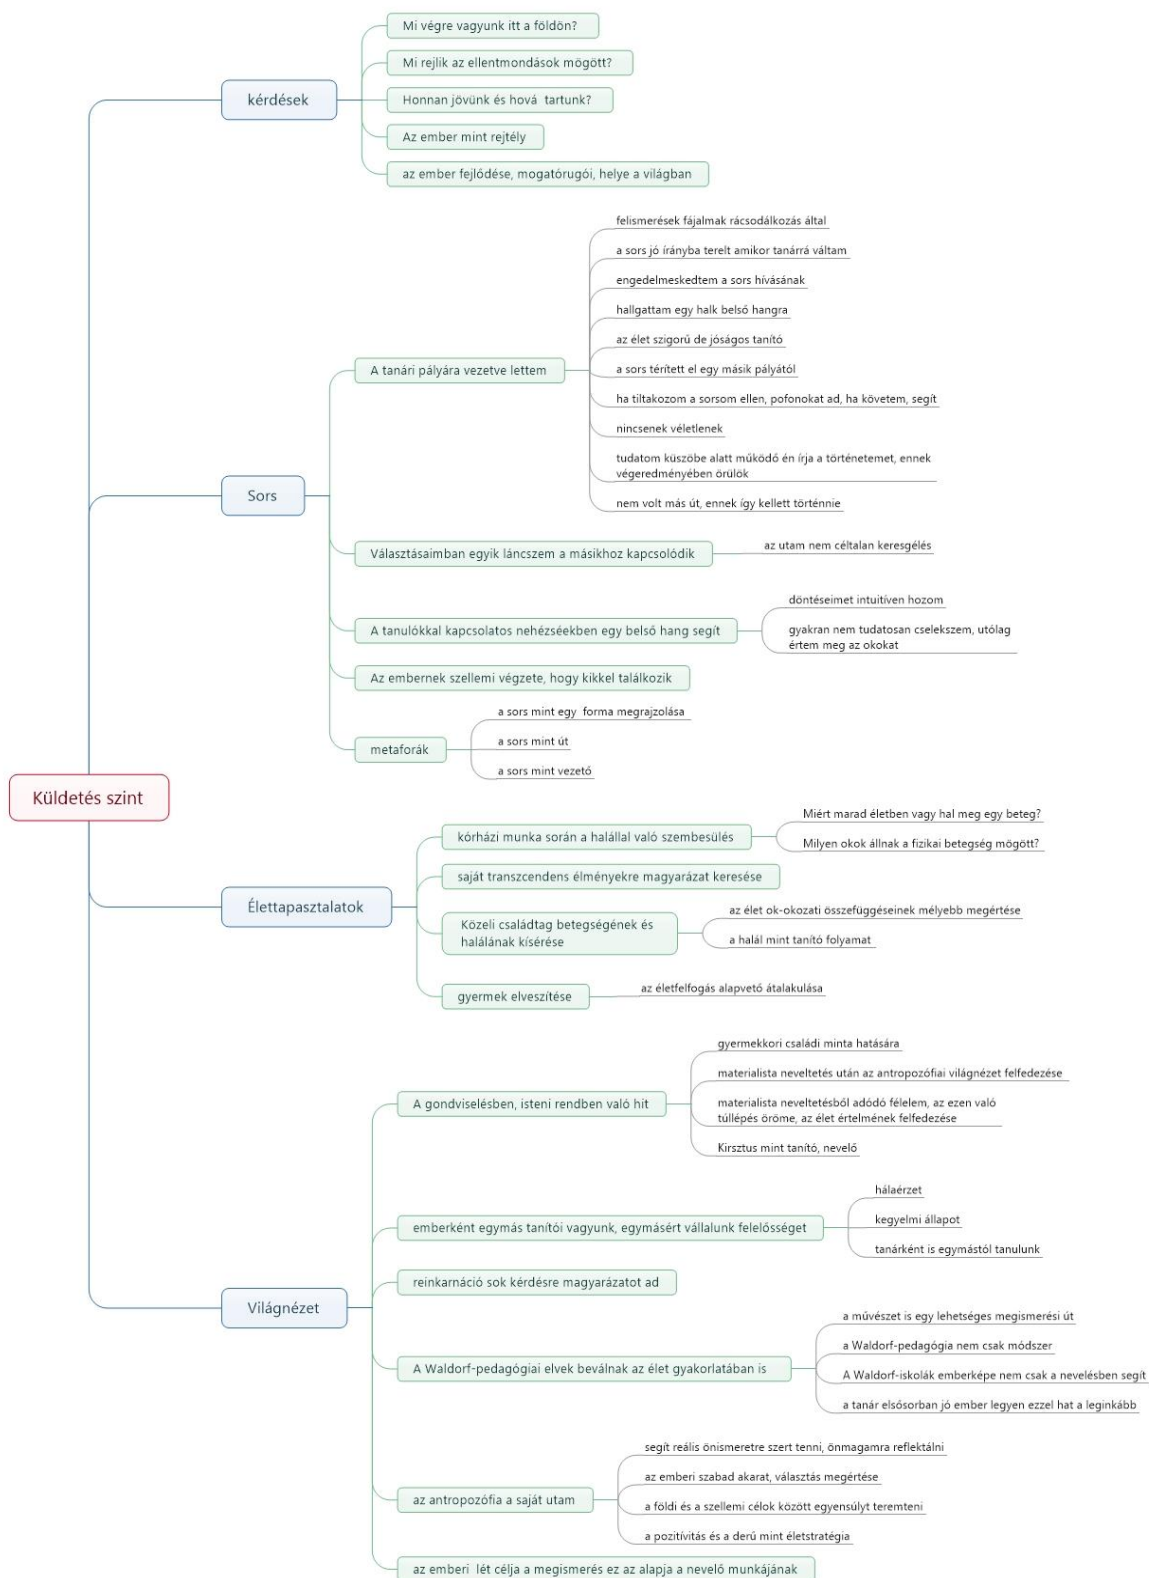 Mi végre vagyunk itt a földön?
Mi rejlik az ellentmondások mögött?
kérdések
Honnan jövünk és hová  tartunk?
Az ember mint rejtély
az ember fejlődése, mogatórugói, helye a világban
felismerések fájalmak rácsodálkozás által
a sors jó írányba terelt amikor tanárrá váltam
engedelmeskedtem a sors hívásának
hallgattam egy halk belső hangra
az élet szigorű de jóságos tanító
A tanári pályára vezetve lettem
a sors térített el egy másik pályától
ha tiltakozom a sorsom ellen, pofonokat ad, ha követem, segít
nincsenek véletlenek
tudatom küszöbe alatt működő én írja a történetemet, ennek
végeredményében örülök
nem volt más út, ennek így kellett történnie
Sors
Választásaimban egyik láncszem a másikhoz kapcsolódik
az utam nem céltalan keresgélés
döntéseimet intuitíven hozom
A tanulókkal kapcsolatos nehézséekben egy belső hang segít
gyakran nem tudatosan cselekszem, utólag
értem meg az okokat
Az embernek szellemi végzete, hogy kikkel találkozik
a sors mint egy  forma megrajzolása
metaforák
a sors mint út
a sors mint vezető
Küldetés szint
Miért marad életben vagy hal meg egy beteg?
kórházi munka során a halállal való szembesülés
Milyen okok állnak a fizikai betegség mögött?
saját transzcendens élményekre magyarázat keresése
Élettapasztalatok
Közeli családtag betegségének és
halálának kísérése
az élet ok-okozati összefüggéseinek mélyebb megértése
a halál mint tanító folyamat
gyermek elveszítése
az életfelfogás alapvető átalakulása
gyermekkori családi minta hatására
materialista neveltetés után az antropozófiai világnézet felfedezése
A gondviselésben, isteni rendben való hit
materialista neveltetésből adódó félelem, az ezen való
túllépés öröme, az élet értelmének felfedezése
Kirsztus mint tanító, nevelő
hálaérzet
emberként egymás tanítói vagyunk, egymásért vállalunk felelősséget
kegyelmi állapot
tanárként is egymástól tanulunk
reinkarnáció sok kérdésre magyarázatot ad
Világnézet
a művészet is egy lehetséges megismerési út
a Waldorf-pedagógia nem csak módszer
A Waldorf-pedagógiai elvek beválnak az élet gyakorlatában is
A Waldorf-iskolák emberképe nem csak a nevelésben segít
a tanár elsősorban jó ember legyen ezzel hat a leginkább
segít reális önismeretre szert tenni, önmagamra reflektálni
az emberi szabad akarat, választás megértése
az antropozófia a saját utam
a földi és a szellemi célok között egyensúlyt teremteni
a pozitívitás és a derű mint életstratégia
az emberi  lét célja a megismerés ez az alapja a nevelő munkájának